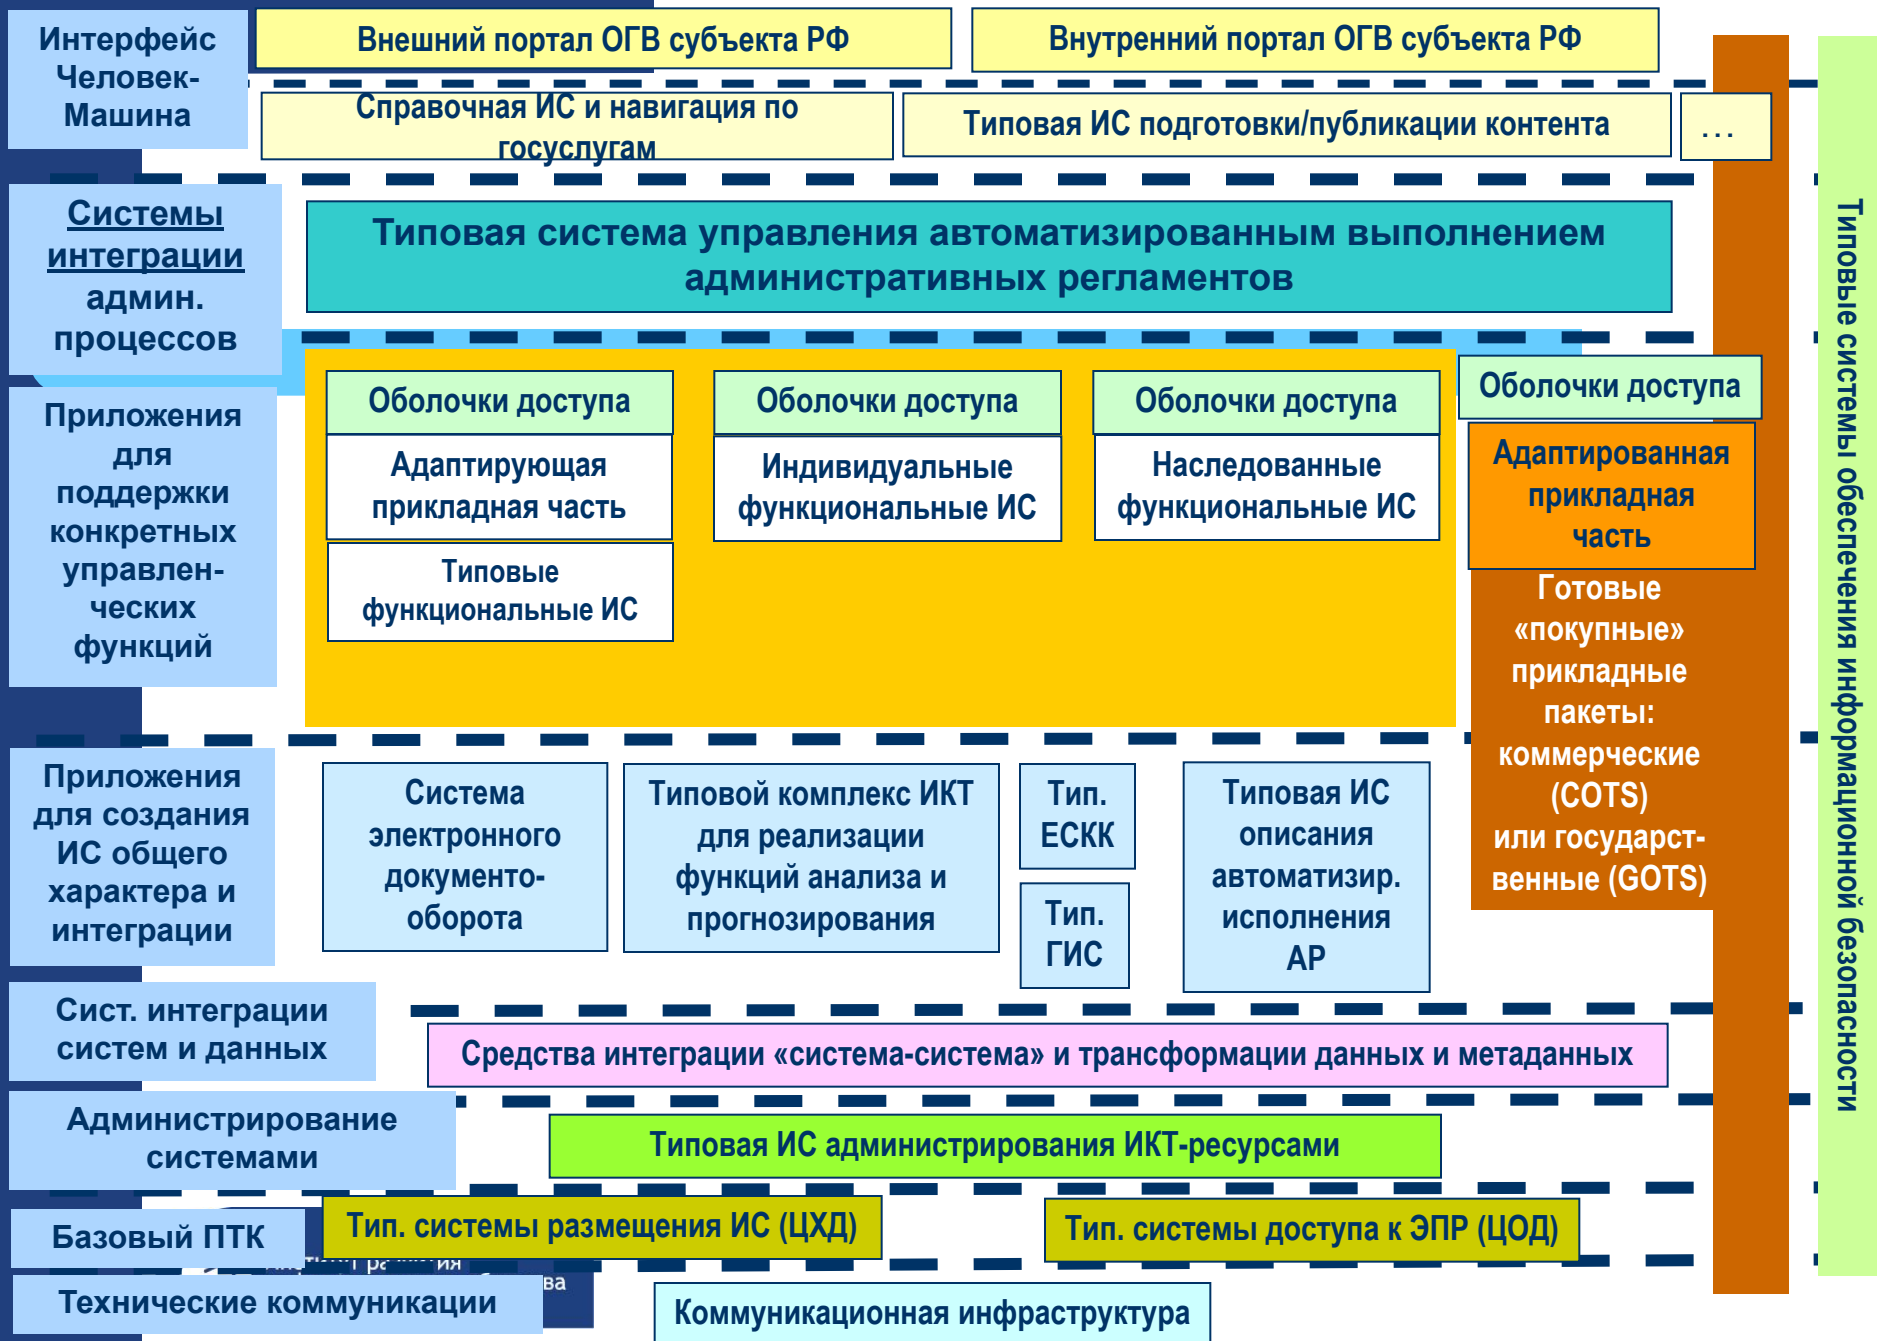 Интерфейс
Человек-
Машина
Внешний портал ОГВ субъекта РФ
Внутренний портал ОГВ субъекта РФ
Справочная ИС и навигация по
госуслугам
Типовая ИС подготовки/публикации контента
...
Системы
интеграции
админ.
процессов
Типовая система управления автоматизированным выполнением
административных регламентов
Приложения
для
поддержки
конкретных
управлен-
ческих
функций
Оболочки доступа
Адаптирующая
прикладная часть
Типовые
функциональные ИС
Оболочки доступа
Индивидуальные
функциональные ИС
Оболочки доступа
Наследованные
функциональные ИС
Оболочки доступа
Адаптированная
прикладная
часть
Готовые
«покупные»
прикладные
пакеты:
коммерческие
(COTS)
или государст-
венные (GOTS)
Типовые системы обеспечения информационной безопасности
Приложения
для создания
ИС общего
характера и
интеграции
Система
электронного
документо-
оборота
Типовой комплекс ИКТ
для реализации
функций анализа и
прогнозирования
Тип.
ЕСКК
Тип.
ГИС
Типовая ИС
описания
автоматизир.
исполнения
АР
Сист. интеграции
систем и данных
Средства интеграции «система-система» и трансформации данных и метаданных
Администрирование
системами
Типовая ИС администрирования ИКТ-ресурсами
Базовый ПТК
Тип. системы размещения ИС (ЦХД)
Тип. системы доступа к ЭПР (ЦОД)
Технические коммуникации
Коммуникационная инфраструктура